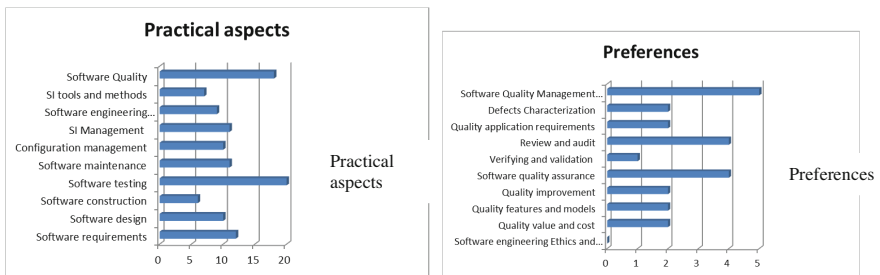 Practical aspects
Software Quality
SI tools and methods
Software engineering...
SI Management
Configuration management
Software maintenance
Software testing
Software construction
Software design
Software requirements
0 5 10 15 20
Practical
aspects
Preferences
Software Quality Management...
Defects Characterization
Quality application requirements
Review and audit
Verifying and validation
Software quality assurance
Quality improvement
Quality features and models
Quality value and cost
Software engineering Ethics and...
0 1 2 3 4 5
Preferences